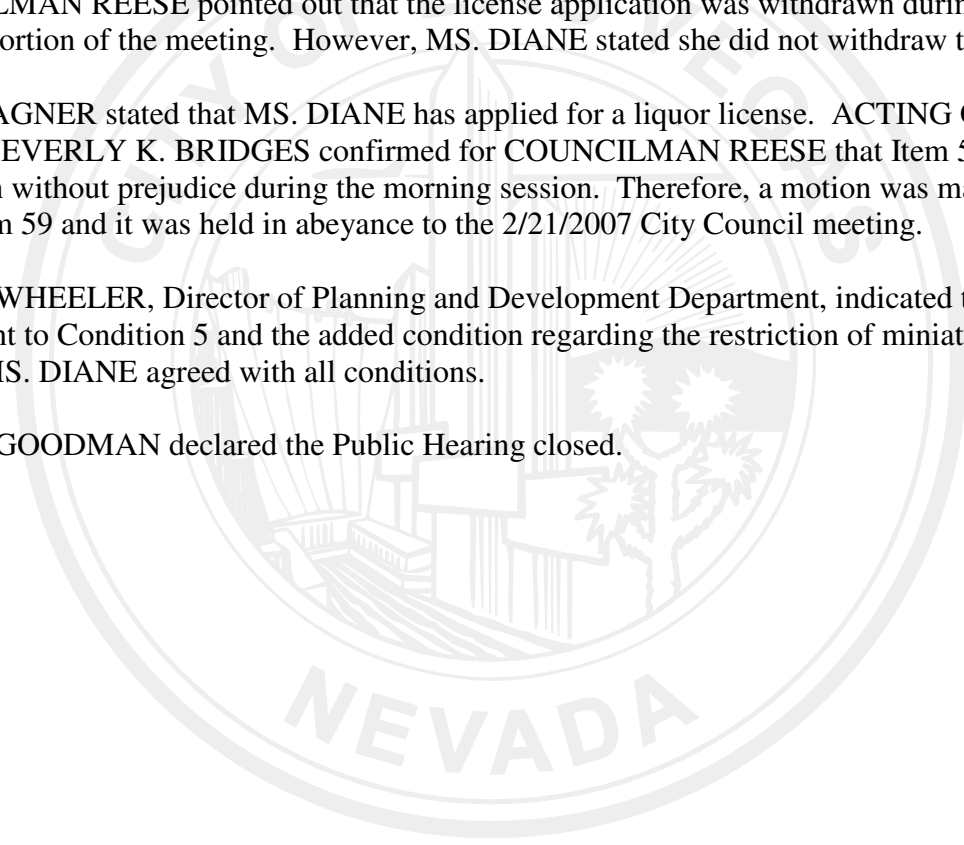 LMAN REESE pointed out that the license application was withdrawn durin
ortion of the meeting. However, MS. DIANE stated she did not withdraw t
AGNER stated that MS. DIANE has applied for a liquor license. ACTING
EVERLY K. BRIDGES confirmed for COUNCILMAN REESE that Item 5
without prejudice during the morning session. Therefore, a motion was ma
m 59 and it was held in abeyance to the 2/21/2007 City Council meeting.
WHEELER, Director of Planning and Development Department, indicated t
nt to Condition 5 and the added condition regarding the restriction of miniat
IS. DIANE agreed with all conditions.
GOODMAN declared the Public Hearing closed.
CITY OF LAS VEGAS
NEVADA